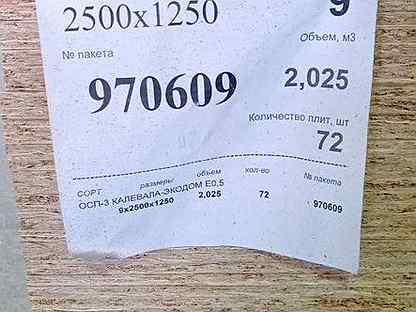 2500x1250
9
Объем, м3
№ пакета
970609
2,025
Количество плит, шт
72
СОРТ размеры объем кол-во № пакета
ОСП-3 КАЛЕВАЛА-ЭКОДОМ Е0,5
9x2500x1250 2,025 72 970609